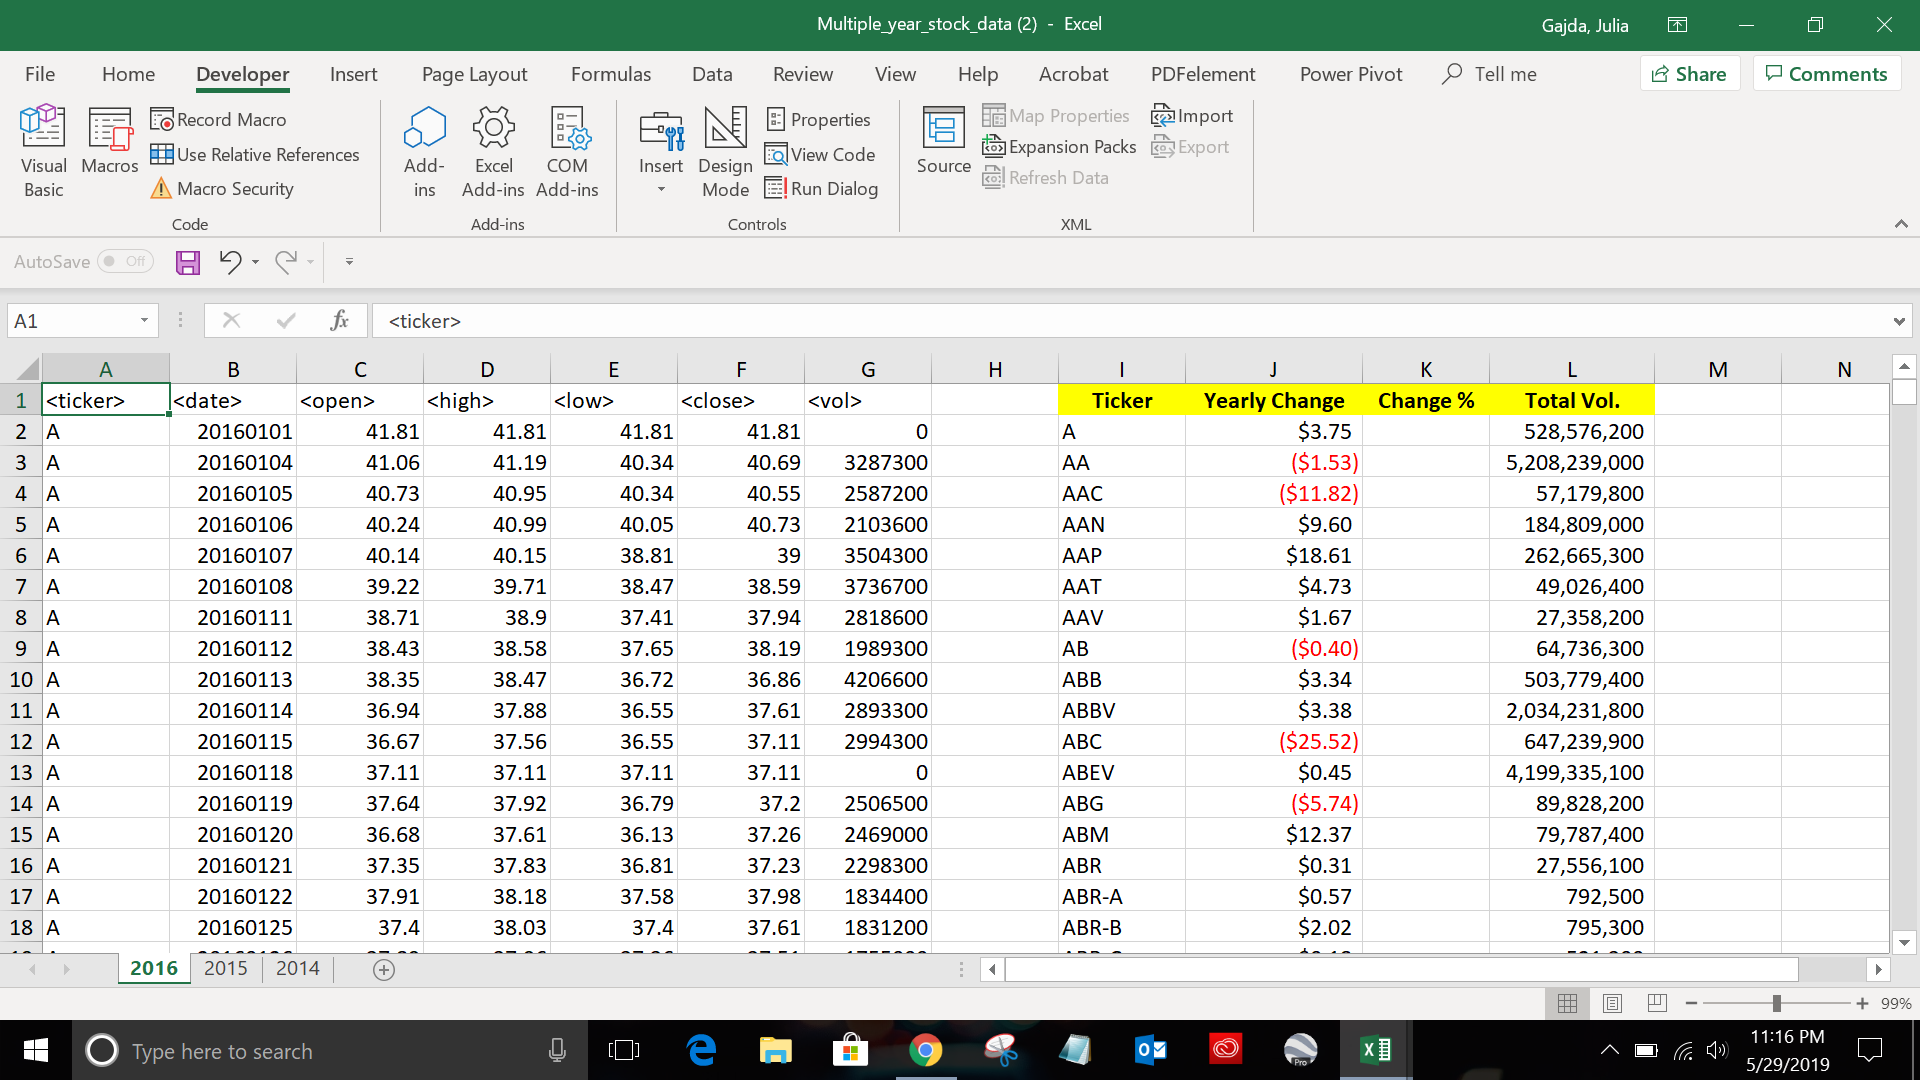 Multiple_year_stock_data (2) - Excel
Gajda, Julia
File Home Developer Insert Page Layout Formulas Data Review View Help Acrobat PDFelement Power Pivot Tell me Share Comments
Visual Basic
Macros
Record Macro
Use Relative References
Macro Security
Code
Add-ins
Excel Add-ins
COM Add-ins
Add-ins
Insert
Design Mode
Properties
View Code
Run Dialog
Controls
Source
Map Properties
Expansion Packs
Refresh Data
Import
Export
XML
AutoSave Off
A1 fx <ticker>
A B C D E F G H I J K L M N
1 <ticker> <date> <open> <high> <low> <close> <vol> Ticker Yearly Change Change % Total Vol.
2 A 20160101 41.81 41.81 41.81 41.81 0 A $3.75 528,576,200
3 A 20160104 41.06 41.19 40.34 40.69 3287300 AA ($1.53) 5,208,239,000
4 A 20160105 40.73 40.95 40.34 40.55 2587200 AAC ($11.82) 57,179,800
5 A 20160106 40.24 40.99 40.05 40.73 2103600 AAN $9.60 184,809,000
6 A 20160107 40.14 40.15 38.81 39 3504300 AAP $18.61 262,665,300
7 A 20160108 39.22 39.71 38.47 38.59 3736700 AAT $4.73 49,026,400
8 A 20160111 38.71 38.9 37.41 37.94 2818600 AAV $1.67 27,358,200
9 A 20160112 38.43 38.58 37.65 38.19 1989300 AB ($0.40) 64,736,300
10 A 20160113 38.35 38.47 36.72 36.86 4206600 ABB $3.34 503,779,400
11 A 20160114 36.94 37.88 36.55 37.61 2893300 ABBV $3.38 2,034,231,800
12 A 20160115 36.67 37.56 36.55 37.11 2994300 ABC ($25.52) 647,239,900
13 A 20160118 37.11 37.11 37.11 37.11 0 ABEV $0.45 4,199,335,100
14 A 20160119 37.64 37.92 36.79 37.2 2506500 ABG ($5.74) 89,828,200
15 A 20160120 36.68 37.61 36.13 37.26 2469000 ABM $12.37 79,787,400
16 A 20160121 37.35 37.83 36.81 37.23 2298300 ABR $0.31 27,556,100
17 A 20160122 37.91 38.18 37.58 37.98 1834400 ABR-A $0.57 792,500
18 A 20160125 37.4 38.03 37.4 37.61 1831200 ABR-B $2.02 795,300
2016 2015 2014
99%
Type here to search
Pro
11:16 PM
5/29/2019